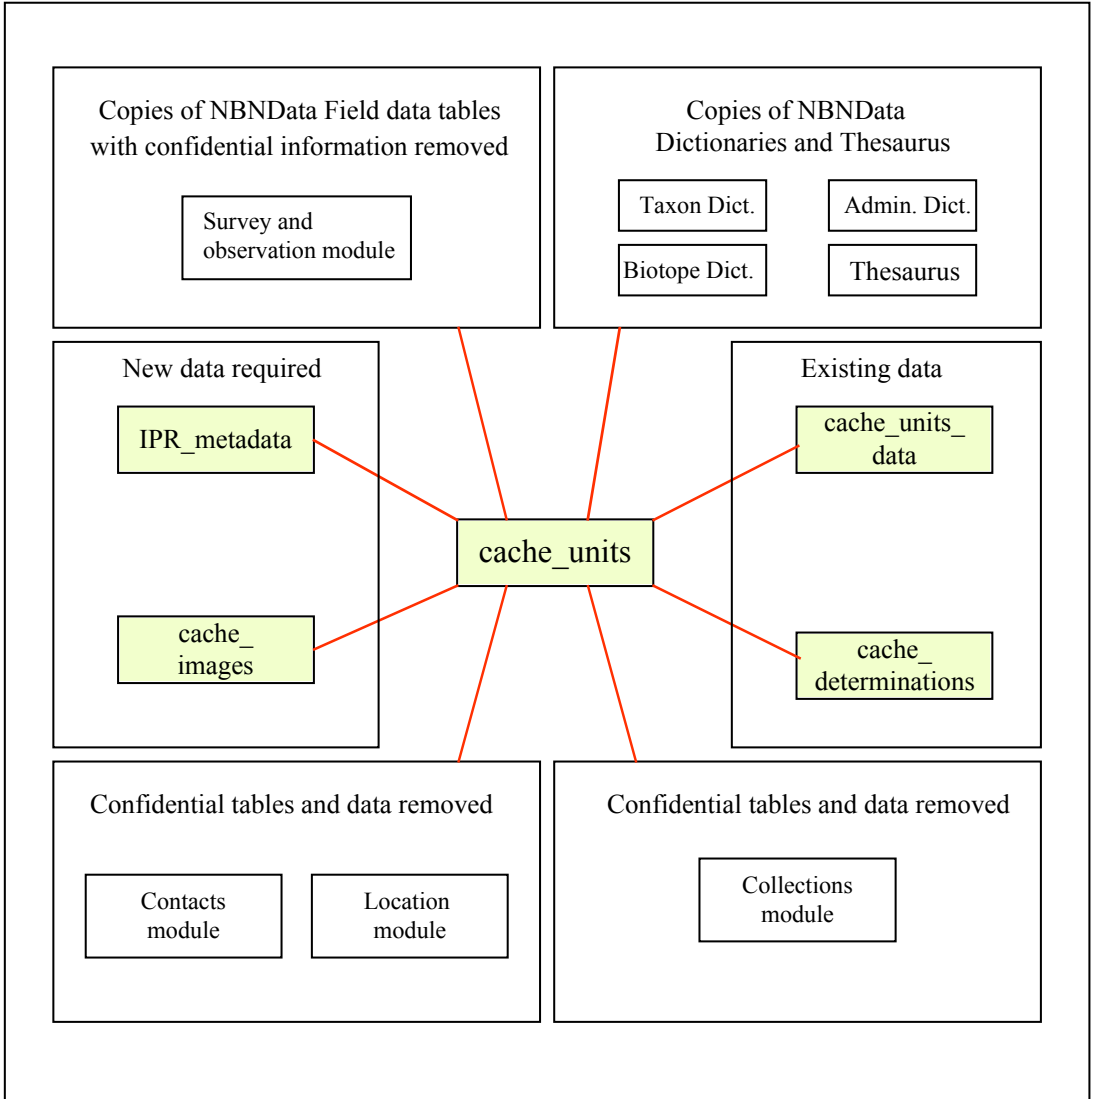 Copies of NBNData Field data tables
with confidential information removed
Survey and
observation module
Copies of NBNData
Dictionaries and Thesaurus
Taxon Dict.
Admin. Dict.
Biotope Dict.
Thesaurus
New data required
IPR_metadata
cache_
images
cache_units
Existing data
cache_units_
data
cache_
determinations
Confidential tables and data removed
Contacts
module
Location
module
Confidential tables and data removed
Collections
module